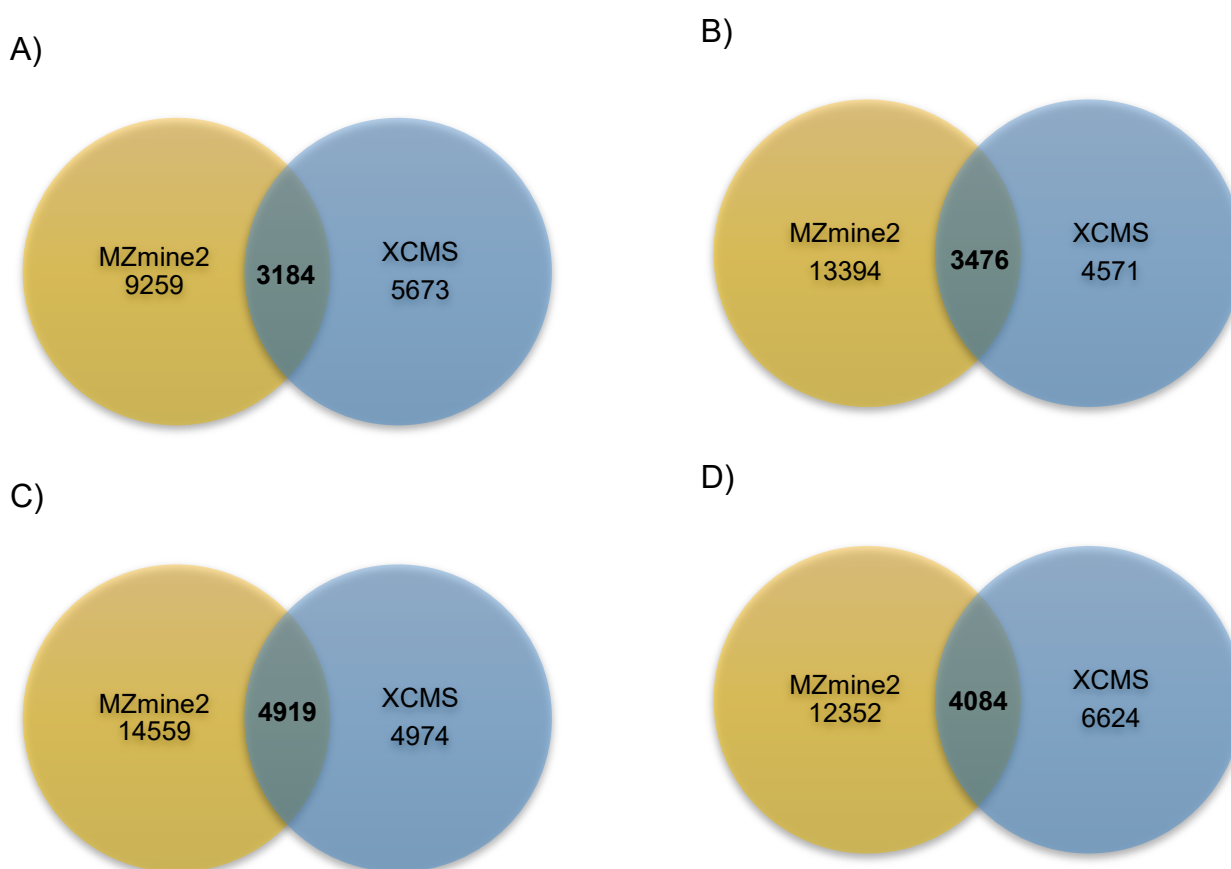 A)
MZmine2
9259
3184
XCMS
5673
B)
MZmine2
13394
3476
XCMS
4571
C)
MZmine2
14559
4919
XCMS
4974
D)
MZmine2
12352
4084
XCMS
6624